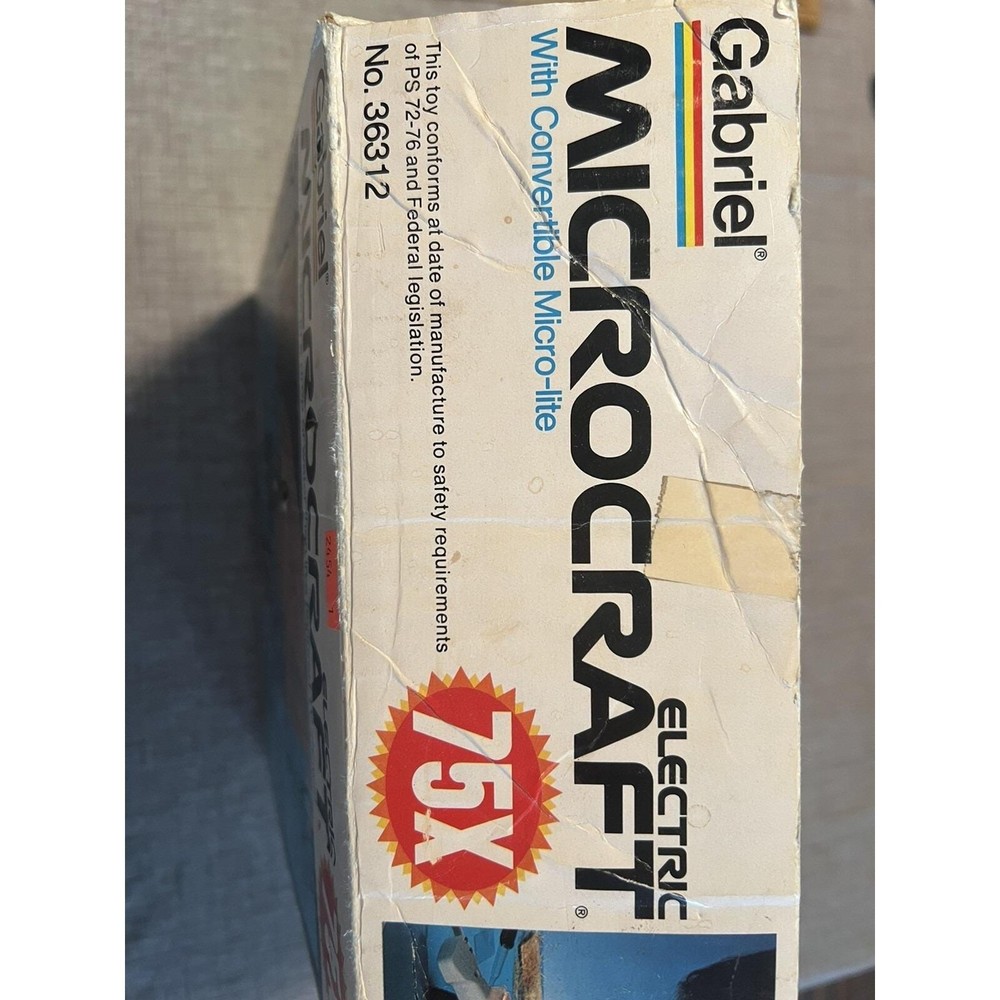 Gabriel®
ELECTRIC
MICROCRAFT®
With Convertible Micro-lite
75X
This toy conforms at date of manufacture to safety requirements
of PS 72-76 and Federal legislation.
No. 36312
Gabriel®
MICROCRAFT®